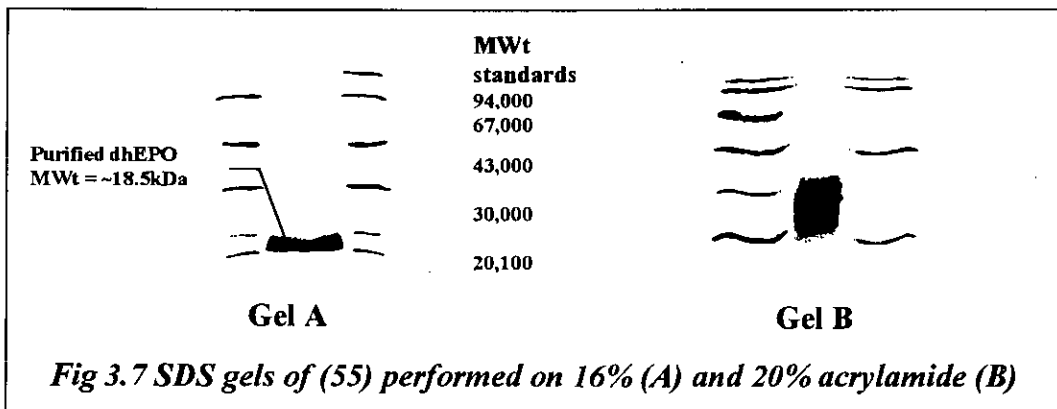 MWt
standards
94,000
67,000
43,000
30,000
20,100
Purified dhEPO
MWt = ~18.5kDa
Gel A
Gel B
Fig 3.7 SDS gels of (55) performed on 16% (A) and 20% acrylamide (B)